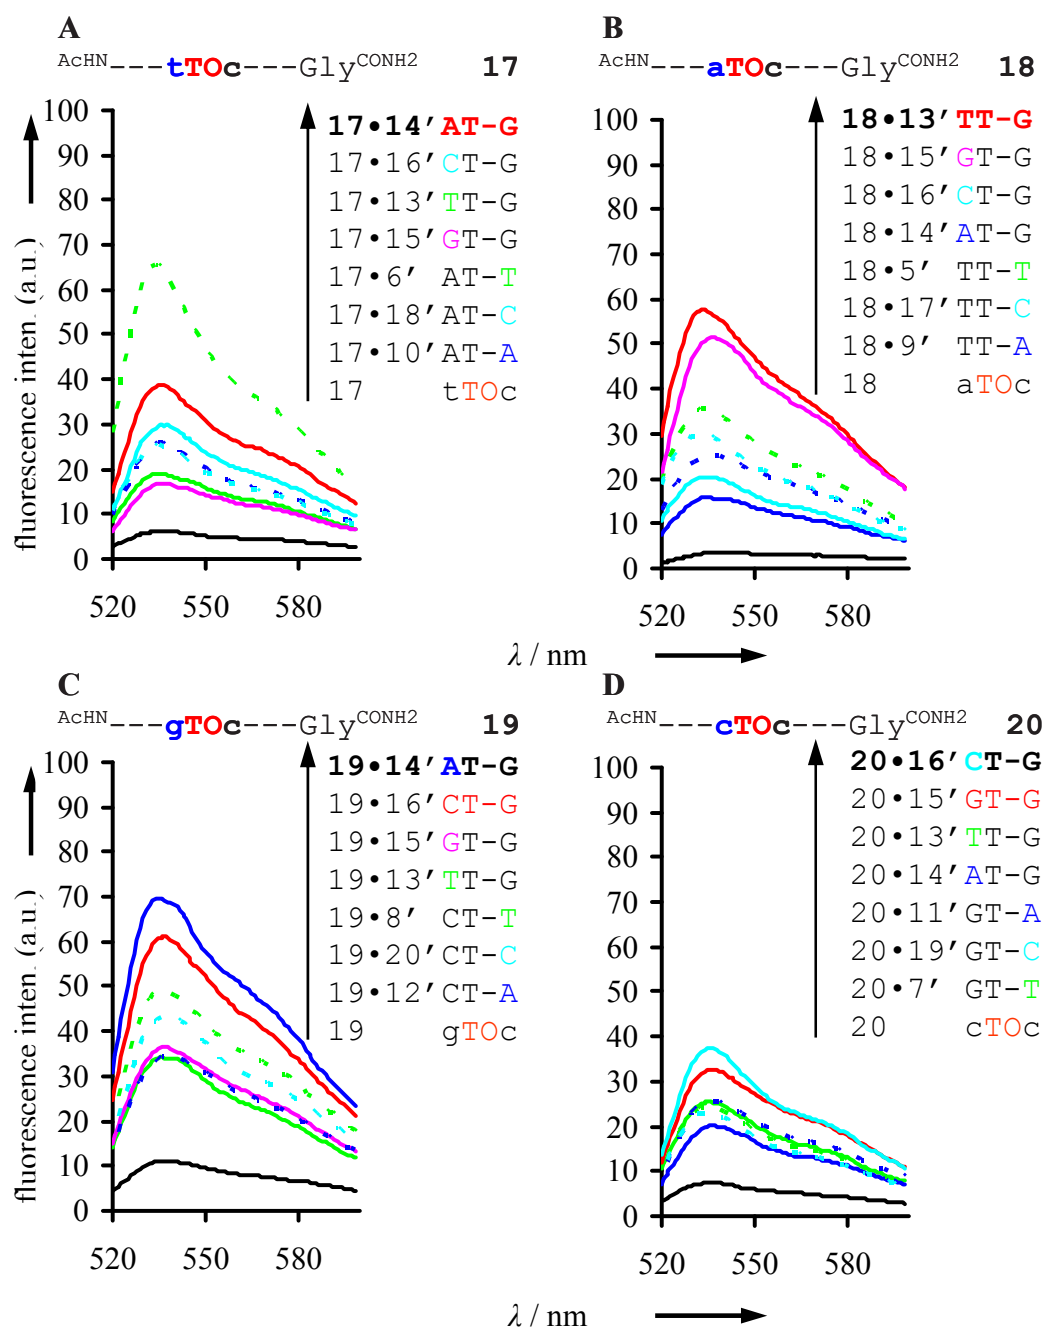 A
AcHN---tTOc---GlyCONH2 17
100
90
80
70
60
50
40
30
20
10
0
520 550 580
fluorescence inten. (a.u.)
17•14′AT-G
17•16′CT-G
17•13′TT-G
17•15′GT-G
17•6′ AT-T
17•18′AT-C
17•10′AT-A
17 tTOc
B
AcHN---aTOc---GlyCONH2 18
100
90
80
70
60
50
40
30
20
10
0
520 550 580
18•13′TT-G
18•15′GT-G
18•16′CT-G
18•14′AT-G
18•5′ TT-T
18•17′TT-C
18•9′ TT-A
18 aTOc
λ / nm
C
AcHN---gTOc---GlyCONH2 19
100
90
80
70
60
50
40
30
20
10
0
520 550 580
fluorescence inten. (a.u.)
19•14′AT-G
19•16′CT-G
19•15′GT-G
19•13′TT-G
19•8′ CT-T
19•20′CT-C
19•12′CT-A
19 gTOc
D
AcHN---cTOc---GlyCONH2 20
100
90
80
70
60
50
40
30
20
10
0
520 550 580
20•16′CT-G
20•15′GT-G
20•13′TT-G
20•14′AT-G
20•11′GT-A
20•19′GT-C
20•7′ GT-T
20 cTOc
λ / nm